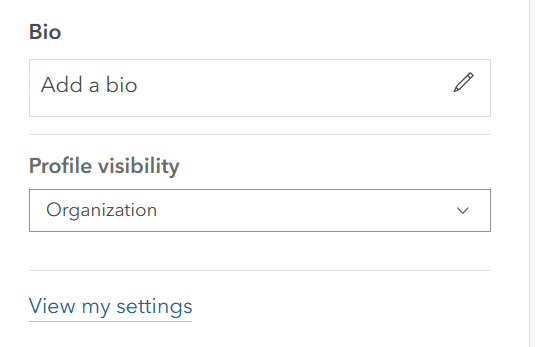 Bio
Add a bio
Profile visibility
Organization
View my settings